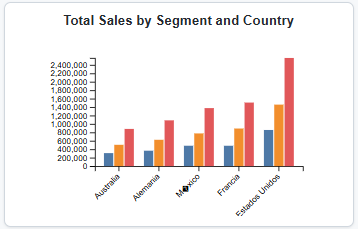 Total Sales by Segment and Country
2,400,000
2,200,000
2,000,000
1,800,000
1,600,000
1,400,000
1,200,000
1,000,000
800,000
600,000
400,000
200,000
0
Australia
Alemania
M�xico
Francia
Estados Unidos